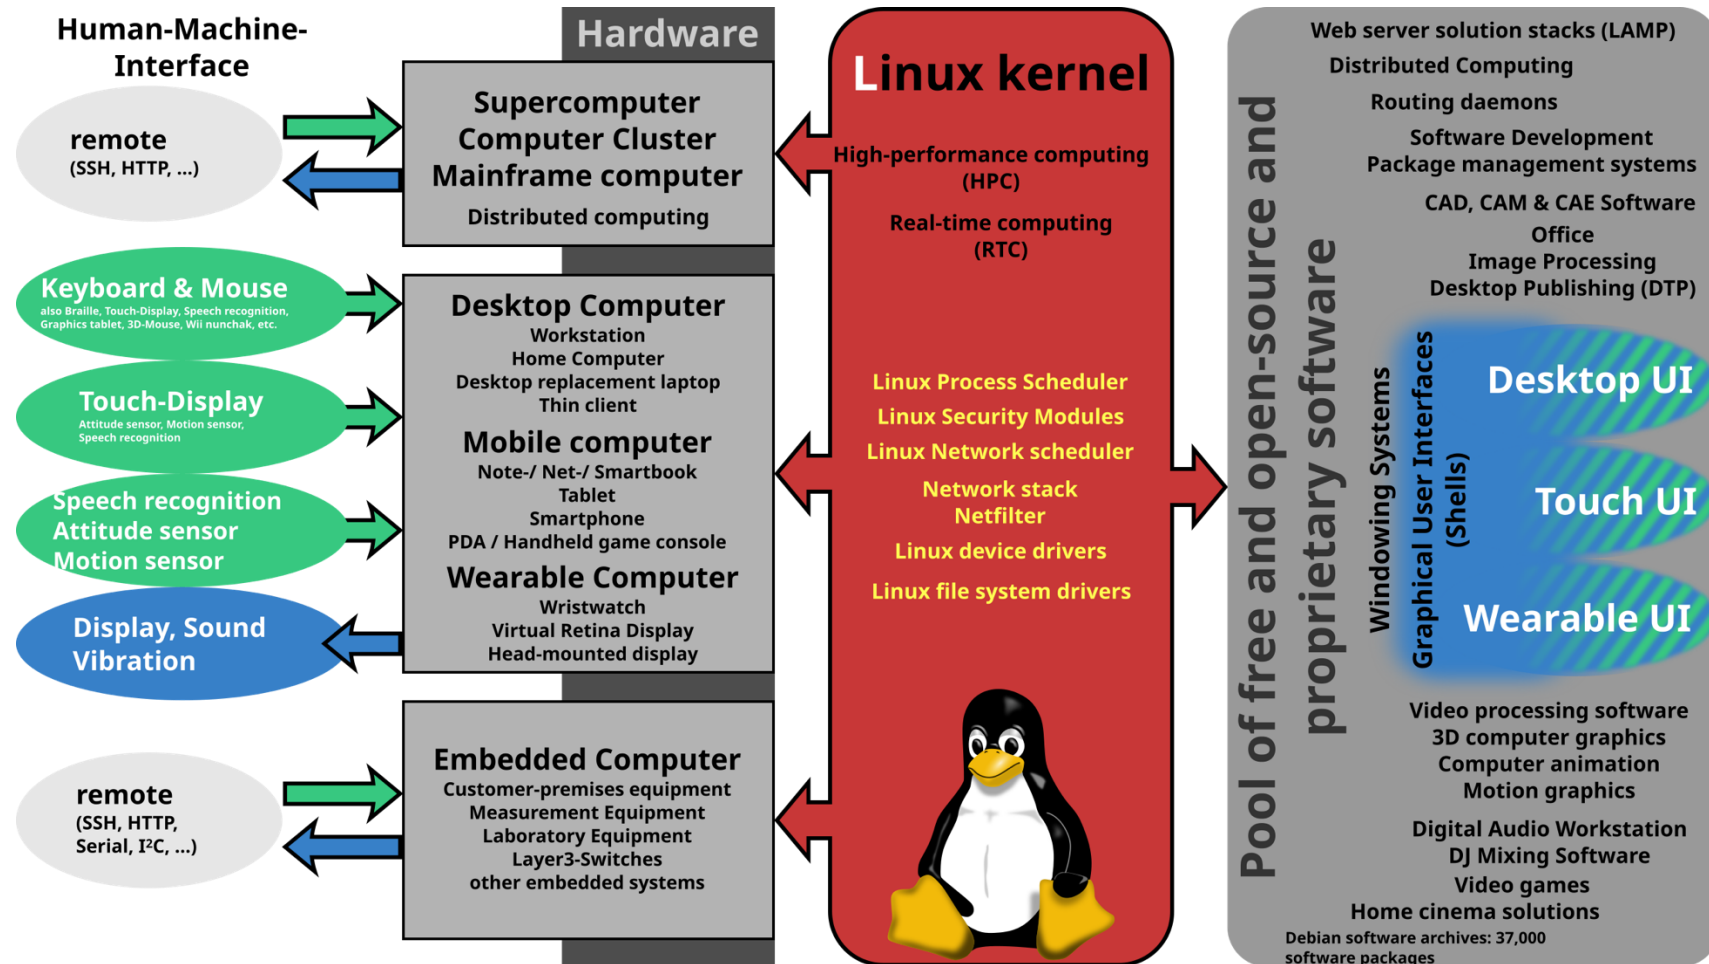 Human-Machine-
Interface
remote
(SSH, HTTP, ...)
Keyboard & Mouse
also Braille, Touch-Display, Speech recognition,
Graphics tablet, 3D-Mouse, Wii nunchak, etc.
Touch-Display
Attitude sensor, Motion sensor,
Speech recognition
Speech recognition
Attitude sensor
Motion sensor
Display, Sound
Vibration
remote
(SSH, HTTP,
Serial, I²C, ...)
Hardware
Supercomputer
Computer Cluster
Mainframe computer
Distributed computing
Desktop Computer
Workstation
Home Computer
Desktop replacement laptop
Thin client
Mobile computer
Note-/ Net-/ Smartbook
Tablet
Smartphone
PDA / Handheld game console
Wearable Computer
Wristwatch
Virtual Retina Display
Head-mounted display
Embedded Computer
Customer-premises equipment
Measurement Equipment
Laboratory Equipment
Layer3-Switches
other embedded systems
Linux kernel
High-performance computing
(HPC)
Real-time computing
(RTC)
Linux Process Scheduler
Linux Security Modules
Linux Network scheduler
Network stack
Netfilter
Linux device drivers
Linux file system drivers
Pool of free and open-source and
proprietary software
Web server solution stacks (LAMP)
Distributed Computing
Routing daemons
Software Development
Package management systems
CAD, CAM & CAE Software
Office
Image Processing
Desktop Publishing (DTP)
Windowing Systems
Graphical User Interfaces
(Shells)
Desktop UI
Touch UI
Wearable UI
Video processing software
3D computer graphics
Computer animation
Motion graphics
Digital Audio Workstation
DJ Mixing Software
Video games
Home cinema solutions
Debian software archives: 37,000
software packages